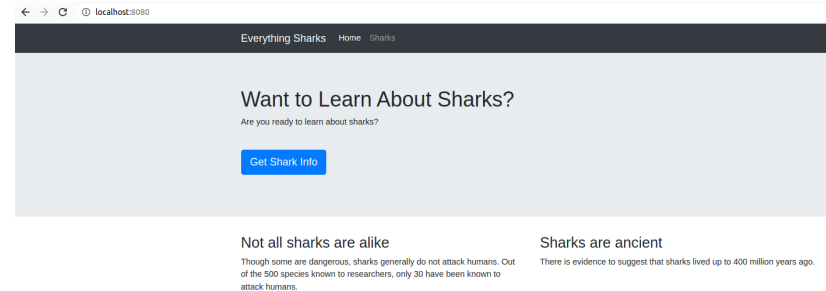 localhost:8080
Everything Sharks Home Sharks
Want to Learn About Sharks?
Are you ready to learn about sharks?
Get Shark Info
Not all sharks are alike
Though some are dangerous, sharks generally do not attack humans. Out
of the 500 species known to researchers, only 30 have been known to
attack humans.
Sharks are ancient
There is evidence to suggest that sharks lived up to 400 million years ago.